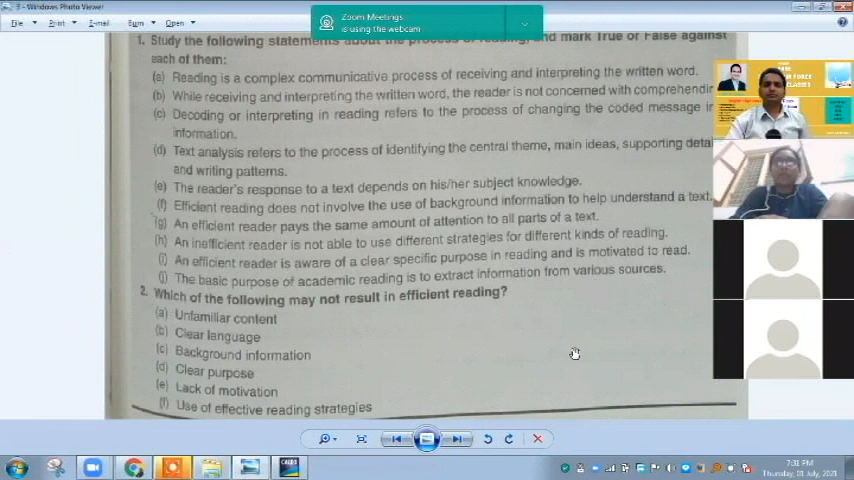 3 - Windows Photo Viewer
File Print E-mail Burn Open
Zoom Meetings
is using the webcam
1. Study the following statements about the process of reading, and mark True or False against
each of them:
(a) Reading is a complex communicative process of receiving and interpreting the written word.
(b) While receiving and interpreting the written word, the reader is not concerned with
(c) Decoding or interpreting in reading refers to the process of changing the coded message
information.
(d) Text analysis refers to the process of identifying the central theme, main ideas, supporting
and writing patterns.
(e) The reader's response to a text depends on his/her subject knowledge.
(f) Efficient reading does not involve the use of background information to help understand a text.
(g) An efficient reader pays the same amount of attention to all parts of a text.
(h) An inefficient reader is not able to use different strategies for different kinds of reading.
(i) An efficient reader is aware of a clear specific purpose in reading and is motivated to read.
(j) The basic purpose of academic reading is to extract information from various sources.
2. Which of the following may not result in efficient reading?
(a) Unfamiliar content
(b) Clear language
(c) Background information
(d) Clear purpose
(e) Lack of motivation
(f) Use of effective reading strategies
FORCE
CLASSES
7:31 PM
Thursday, 01 July, 2021